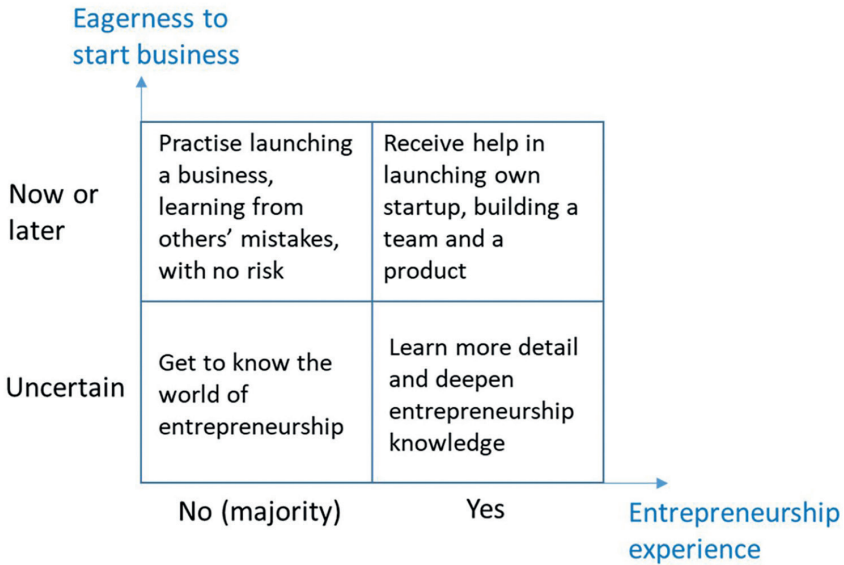 Eagerness to
start business
Now or
later
Practise launching
a business,
learning from
others’ mistakes,
with no risk
Receive help in
launching own
startup, building a
team and a
product
Uncertain
Get to know the
world of
entrepreneurship
Learn more detail
and deepen
entrepreneurship
knowledge
No (majority)
Yes
Entrepreneurship
experience